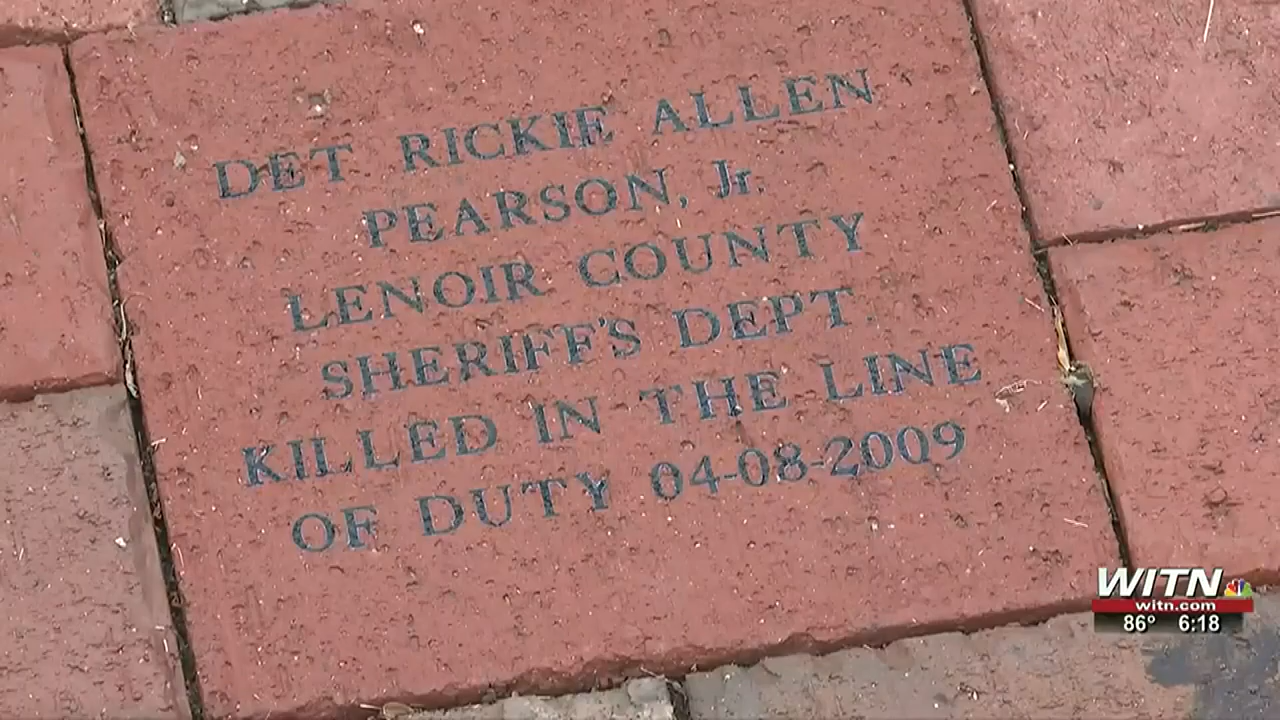 DET RICKIE ALLEN
PEARSON, Jr.
LENOIR COUNTY
SHERIFF'S DEPT.
KILLED IN THE LINE
OF DUTY 04-08-2009
WITN
witn.com
86° 6:18